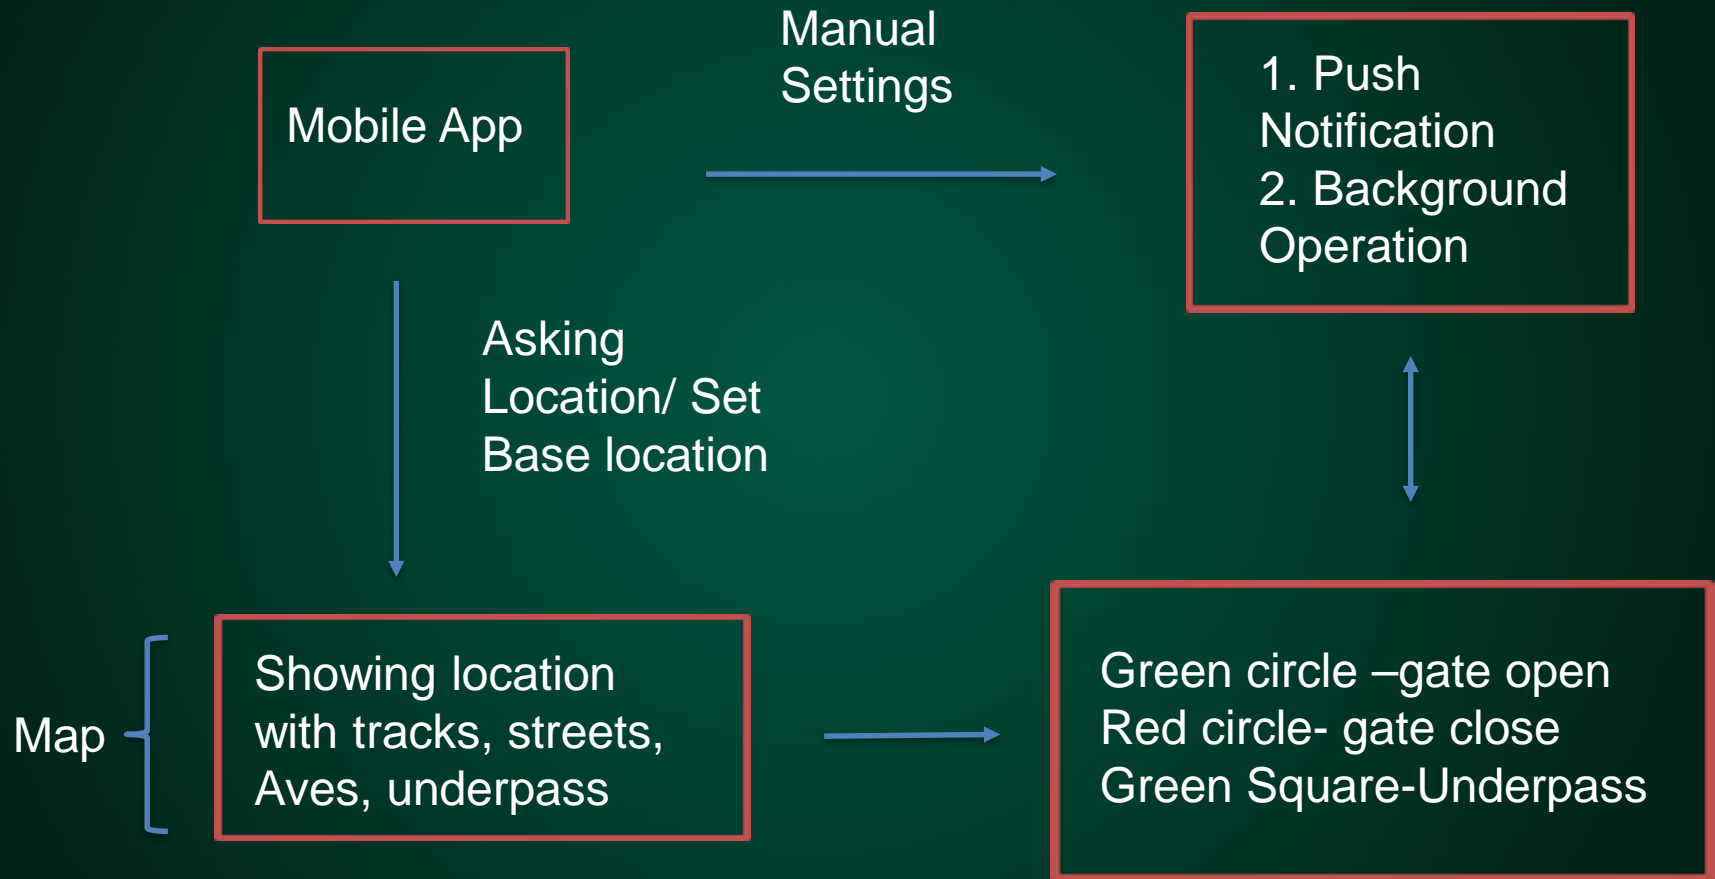 Manual
Settings
Mobile App
1. Push
Notification
2. Background
Operation
Asking
Location/ Set
Base location
Map
Showing location
with tracks, streets,
Aves, underpass
Green circle –gate open
Red circle- gate close
Green Square-Underpass